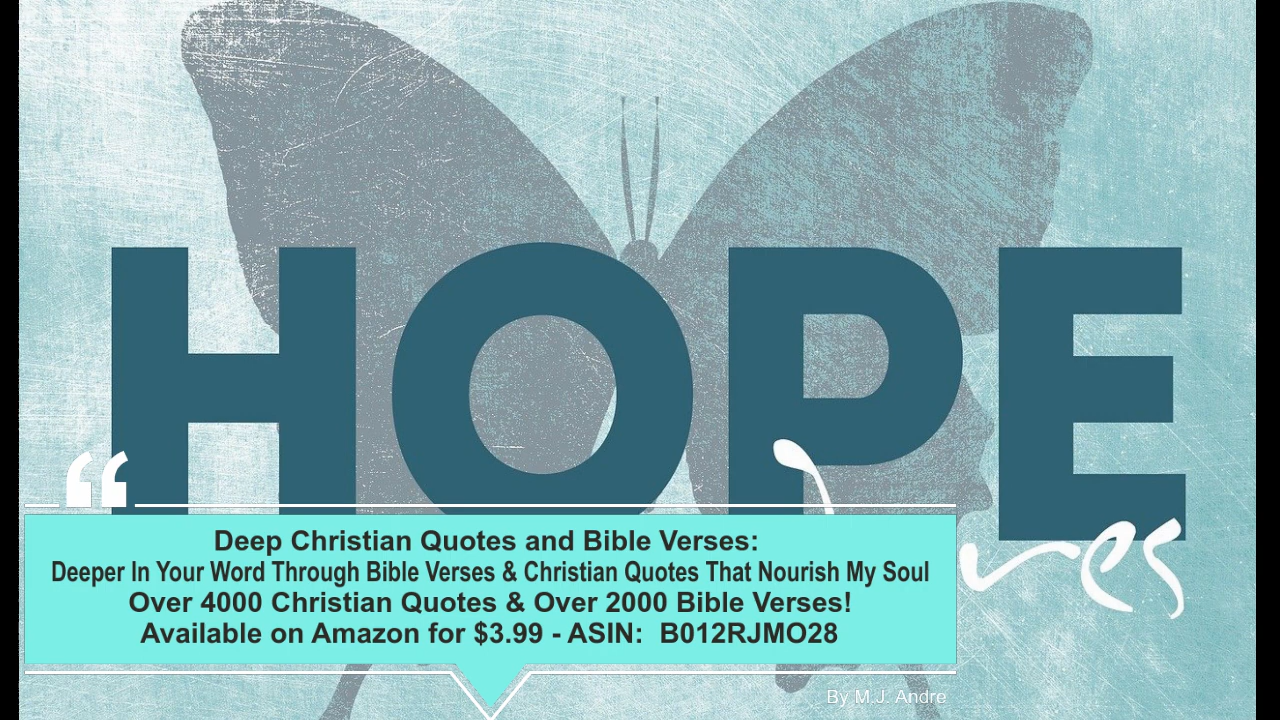 HOPE
“
Deep Christian Quotes and Bible Verses:
Deeper In Your Word Through Bible Verses & Christian Quotes That Nourish My Soul
Over 4000 Christian Quotes & Over 2000 Bible Verses!
Available on Amazon for $3.99 - ASIN: B012RJMO28
By M.J. Andre